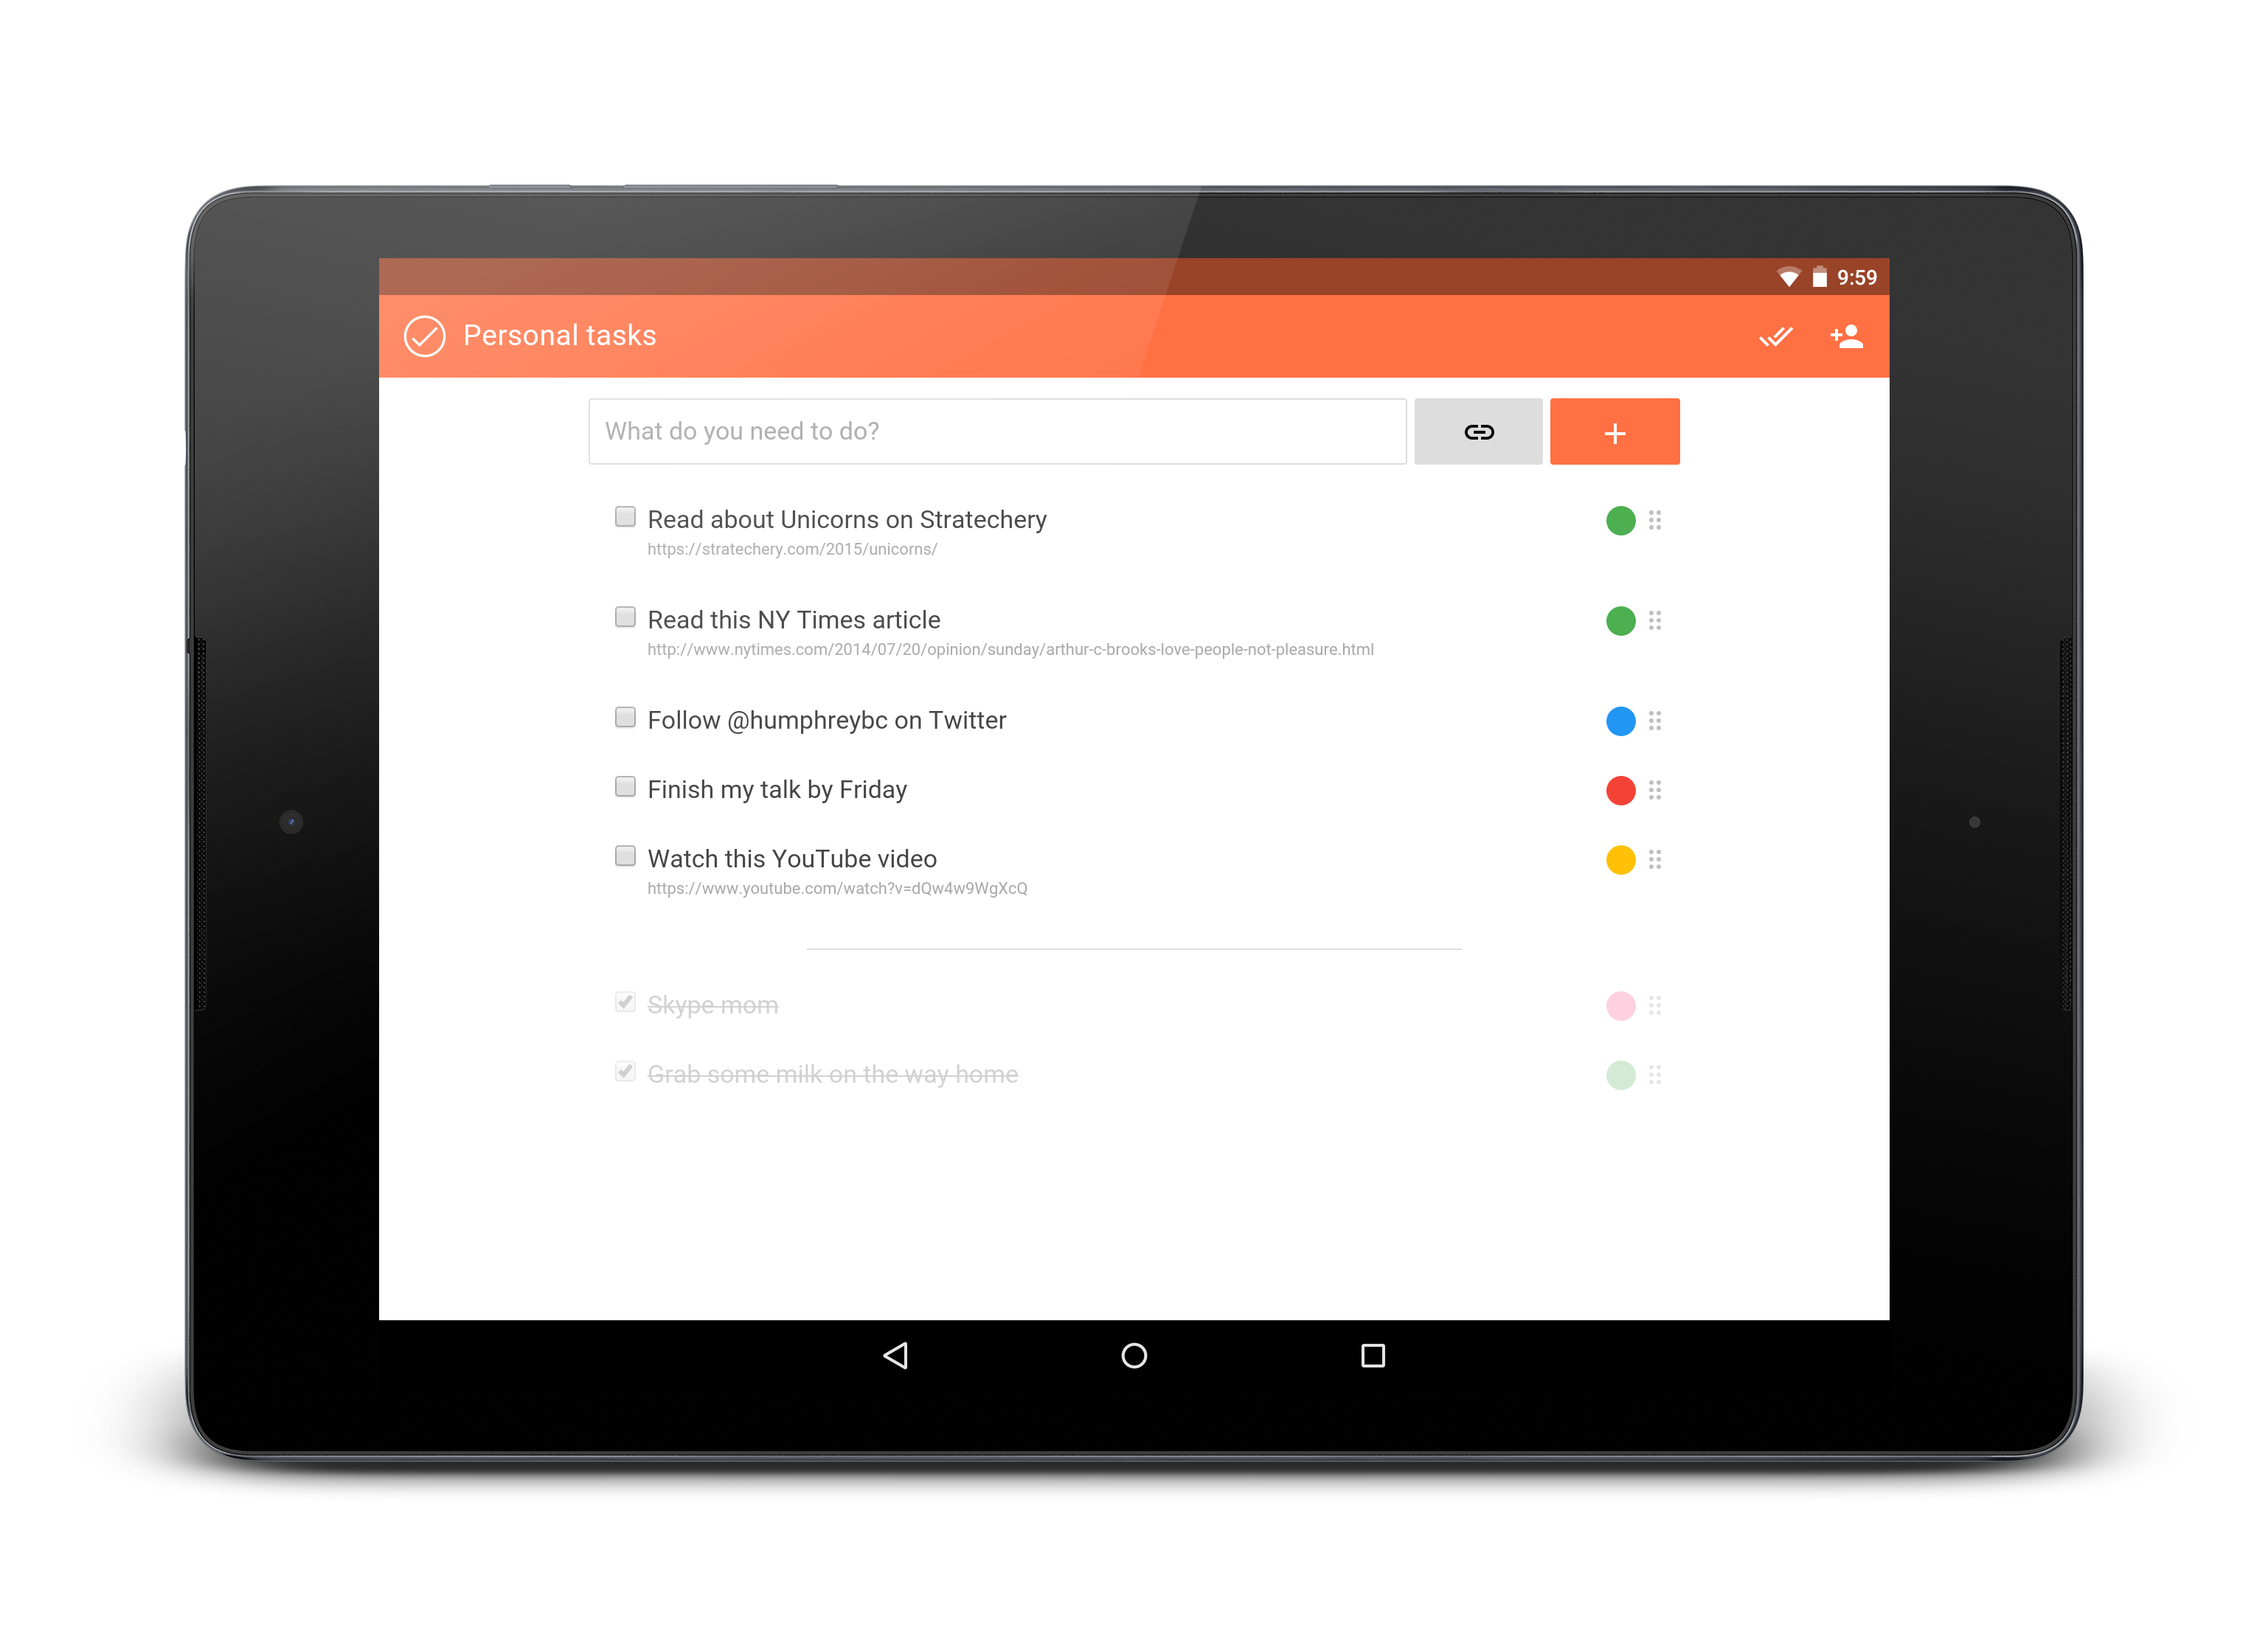 9:59
Personal tasks
What do you need to do?
Read about Unicorns on Stratechery
https://stratechery.com/2015/unicorns/
Read this NY Times article
http://www.nytimes.com/2014/07/20/opinion/sunday/arthur-c-brooks-love-people-not-pleasure.html
Follow @humphreybc on Twitter
Finish my talk by Friday
Watch this YouTube video
https://www.youtube.com/watch?v=dQw4w9WgXcQ
Skype mom
Grab some milk on the way home